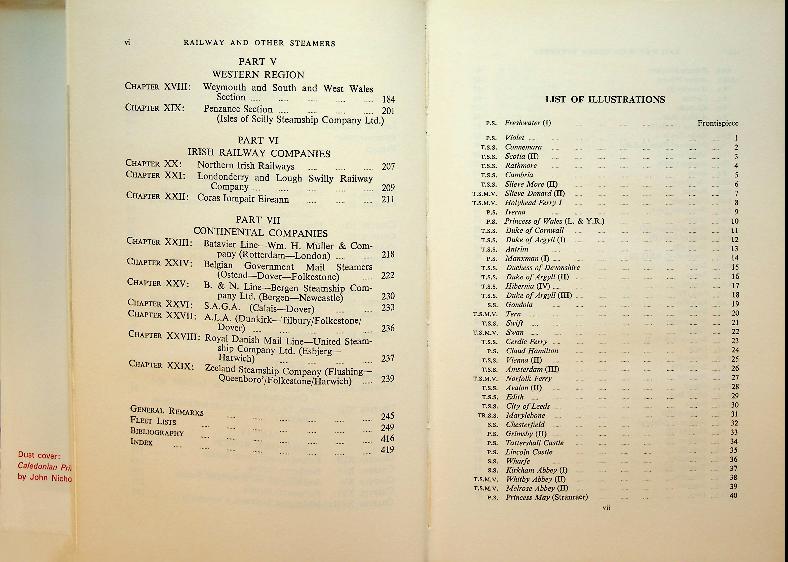 vi RAILWAY AND OTHER STEAMERS
PART V
WESTERN REGION
CHAPTER XVIII: Weymouth and South and West Wales
Section .... .... .... .... .... 184
CHAPTER XIX: Penzance Section .... .... .... .... 201
(Isles of Scilly Steamship Company Ltd.)
PART VI
IRISH RAILWAY COMPANIES
CHAPTER XX: Northern Irish Railways .... .... .... 207
CHAPTER XXI: Londonderry and Lough Swilly Railway
Company .... .... .... .... .... 209
CHAPTER XXII: Coras Iompair Eireann .... .... .... 211
PART VII
CONTINENTAL COMPANIES
CHAPTER XXIII: Batavier Line—Wm. H. Muller & Com-
pany (Rotterdam—London) .... .... 218
CHAPTER XXIV: Belgian Government Mail Steamers
(Ostend—Dover—Folkestone) .... 222
CHAPTER XXV: B. & N. Line—Bergen Steamship Com-
pany Ltd. (Bergen—Newcastle) .... 230
CHAPTER XXVI: S.A.G.A. (Calais—Dover) .... .... 233
CHAPTER XXVII: A.L.A. (Dunkirk—Tilbury/Folkestone/
Dover) .... .... .... .... .... 236
CHAPTER XXVIII: Royal Danish Mail Line—United Steam-
ship Company Ltd. (Esbjerg—
Harwich) .... .... .... .... 237
CHAPTER XXIX: Zeeland Steamship Company (Flushing—
Queenboro'/Folkestone/Harwich) .... 239
GENERAL REMARKS .... .... .... .... .... 245
FLEET LISTS .... .... .... .... .... 249
BIBLIOGRAPHY .... .... .... .... .... 416
INDEX .... .... .... .... .... 419
Dust cover:
Caledonian Pri
by John Nicho
LIST OF ILLUSTRATIONS
P.S. Freshwater (I) Frontispiece
P.S. Violet .... 1
T.S.S. Connemara .... 2
T.S.S. Scotia (II) .... 3
T.S.S. Rathmore .... 4
T.S.S. Cambria .... 5
T.S.S. Slieve More (II) .... 6
T.S.M.V. Slieve Donard (II) .... 7
T.S.M.V. Holyhead Ferry I .... 8
P.S. Iverna .... 9
P.S. Princess of Wales (L. & Y.R.) .... 10
T.S.S. Duke of Cornwall .... 11
T.S.S. Duke of Argyll (I) .... 12
T.S.S. Antrim .... 13
P.S. Manxman (I) .... 14
T.S.S. Duchess of Devonshire .... 15
T.S.S. Duke of Argyll (II) .... 16
T.S.S. Hibernia (IV) .... 17
T.S.S. Duke of Argyll (III) .... 18
S.S. Gondola .... 19
T.S.M.V. Tern .... 20
T.S.S. Swift .... 21
T.S.M.V. Swan .... 22
T.S.S. Cerdic Ferry .... 23
P.S. Claud Hamilton .... 24
T.S.S. Vienna (II) .... 25
T.S.S. Amsterdam (III) .... 26
T.S.M.V. Norfolk Ferry .... 27
T.S.S. Avalon (II) .... 28
T.S.S. Edith .... 29
T.S.S. City of Leeds .... 30
TR.S.S. Marylebone .... 31
S.S. Chesterfield .... 32
P.S. Grimsby (II) .... 33
P.S. Tattershall Castle .... 34
P.S. Lincoln Castle .... 35
S.S. Wharfe .... 36
S.S. Kirkham Abbey (I) .... 37
T.S.M.V. Whitby Abbey (II) .... 38
T.S.M.V. Melrose Abbey (II) .... 39
P.S. Princess May (Stranraer) .... 40
vii